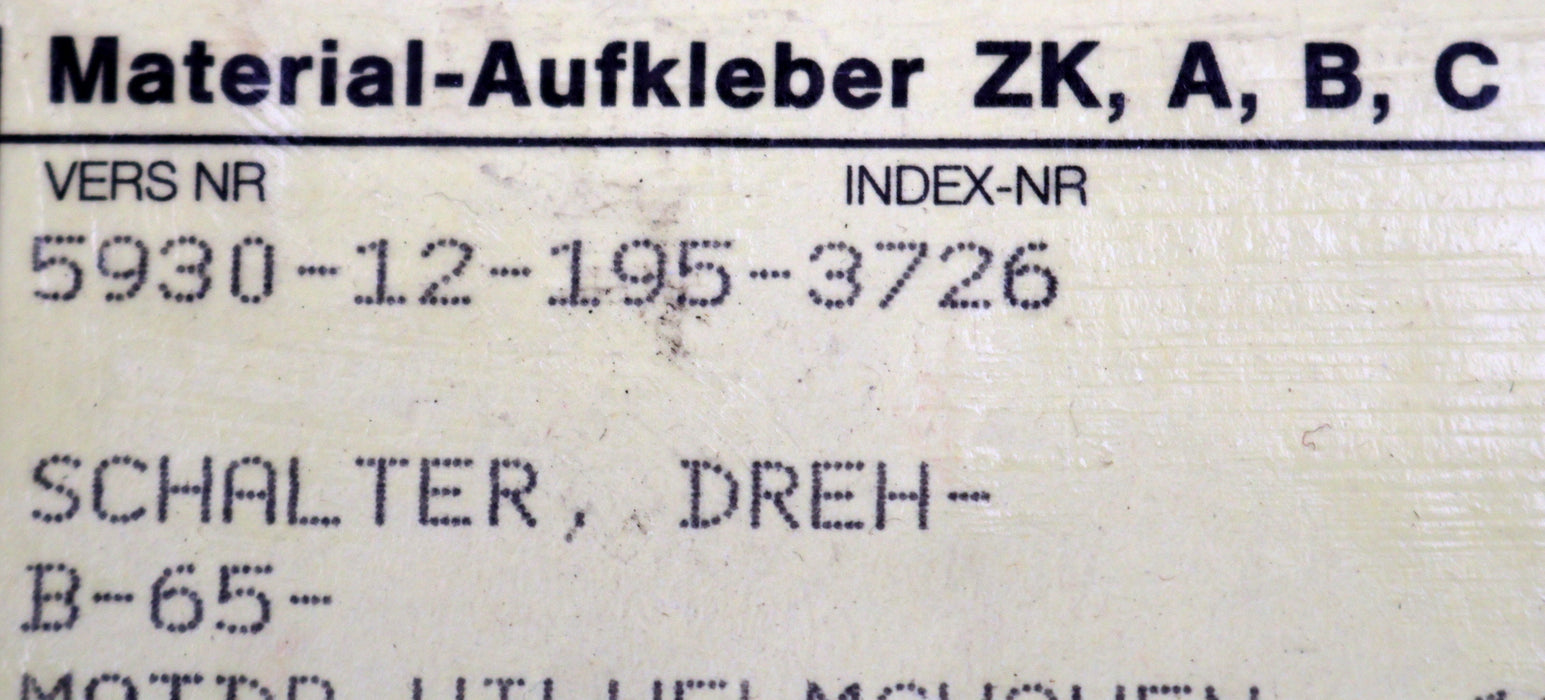 Material-Aufkleber ZK, A, B, C
VERS NR INDEX-NR
5930-12-195-3726
SCHALTER, DREH-
B-65-